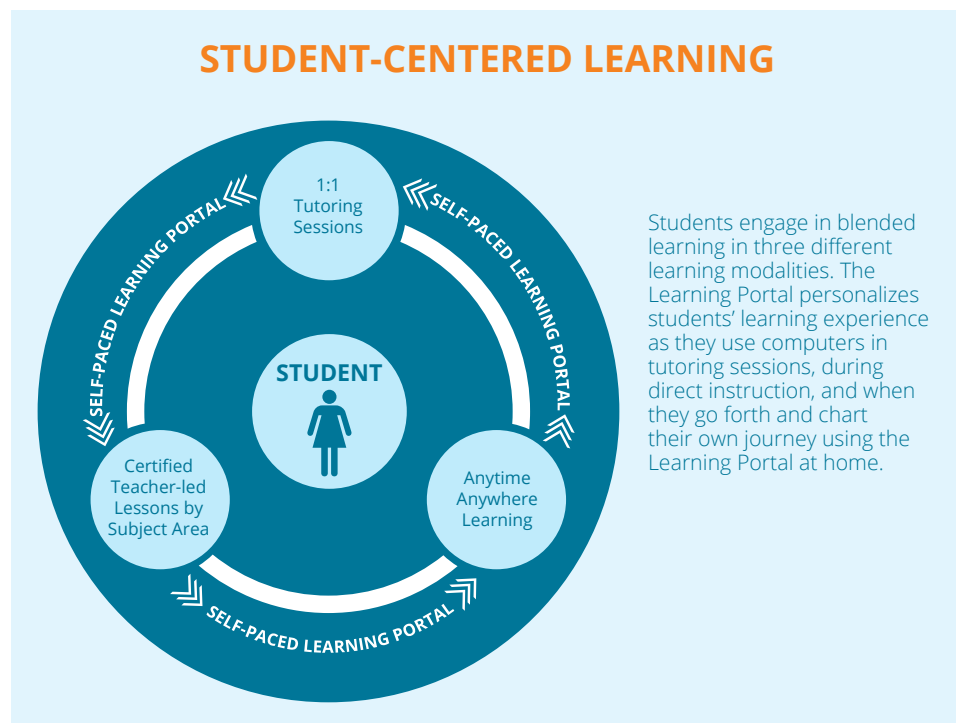 STUDENT-CENTERED LEARNING
1:1
Tutoring
Sessions
SELF-PACED LEARNING PORTAL
SELF-PACED LEARNING PORTAL
STUDENT
Certified
Teacher-led
Lessons by
Subject Area
Anytime
Anywhere
Learning
SELF-PACED LEARNING PORTAL
Students engage in blended
learning in three different
learning modalities. The
Learning Portal personalizes
students’ learning experience
as they use computers in
tutoring sessions, during
direct instruction, and when
they go forth and chart
their own journey using the
Learning Portal at home.